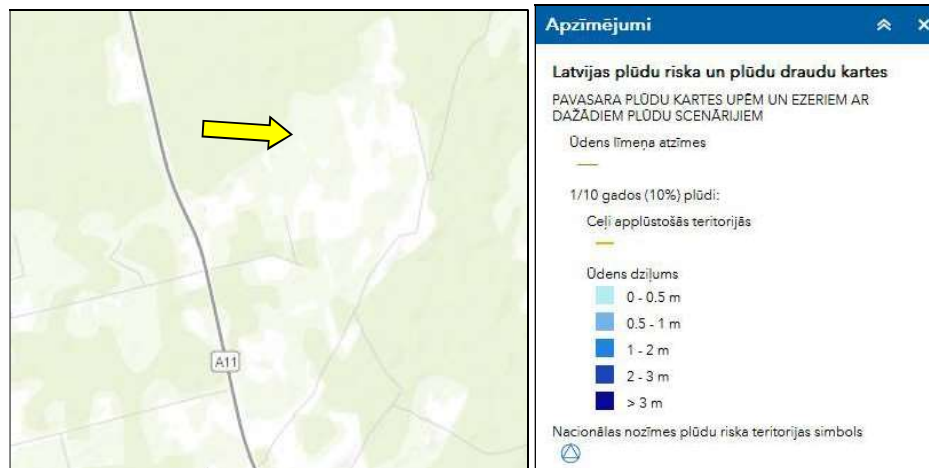 A11
Apzīmējumi
Latvijas plūdu riska un plūdu draudu kartes
PAVASARA PLŪDU KARTES UPĒM UN EZERIEM AR
DAŽĀDIEM PLŪDU SCENĀRIJIEM
Ūdens līmeņa atzīmes
1/10 gados (10%) plūdi:
Ceļi applūstošās teritorijās
Ūdens dziļums
0 - 0.5 m
0.5 - 1 m
1 - 2 m
2 - 3 m
> 3 m
Nacionālas nozīmes plūdu riska teritorijas simbols